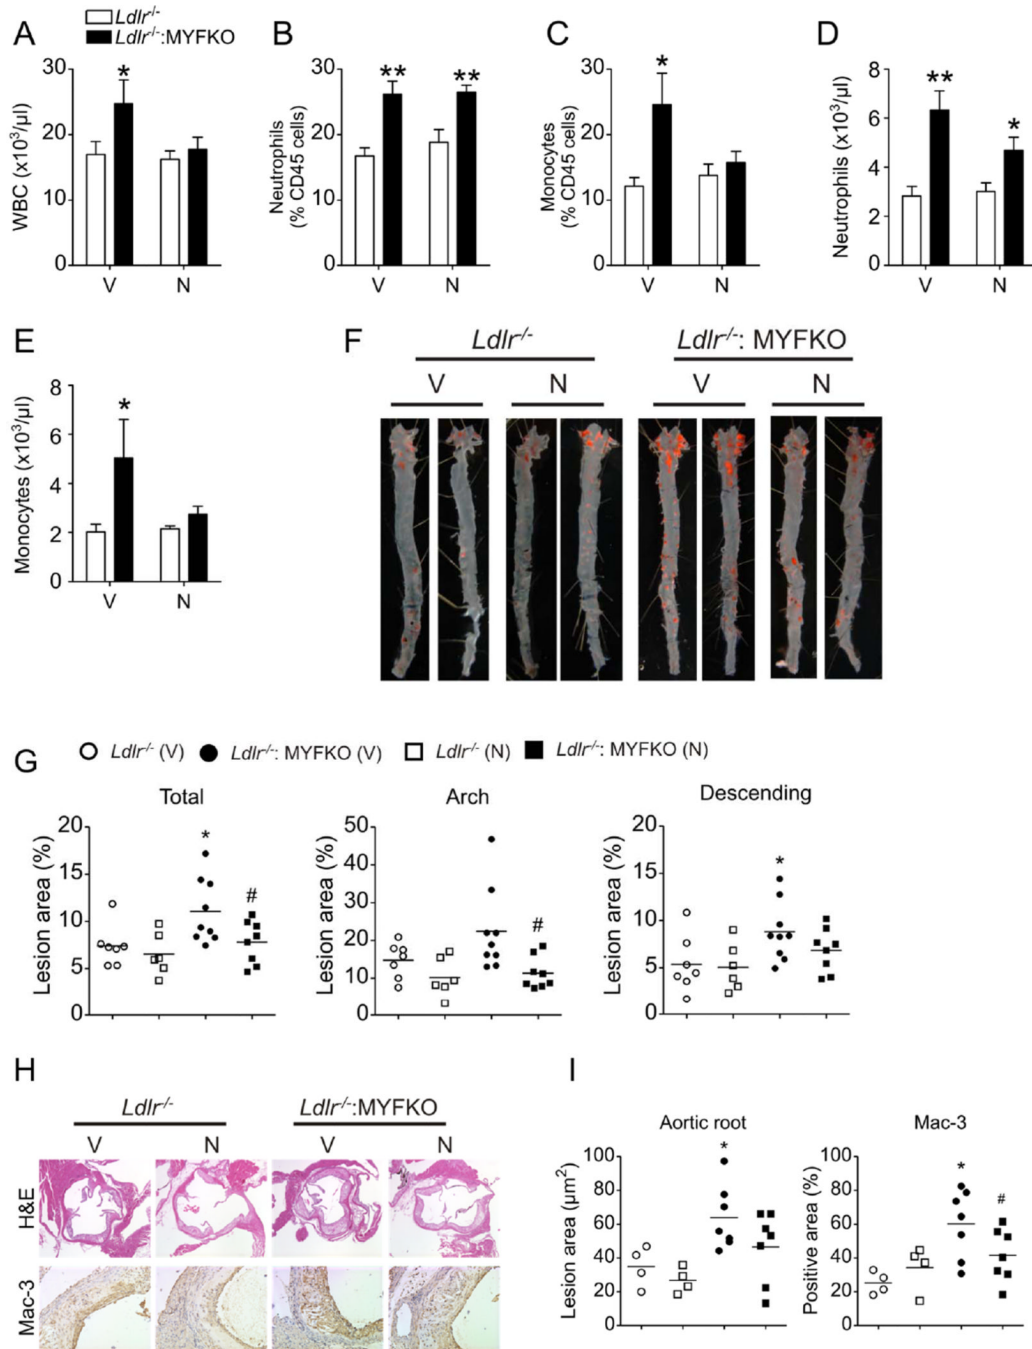 A
Ldlr-/-
Ldlr-/-:MYFKO
WBC (x10³/µl)
30
20
10
0
*
V
N
B
Neutrophils
(% CD45 cells)
30
20
10
0
**
**
V
N
C
Monocytes
(% CD45 cells)
30
20
10
0
*
V
N
D
Neutrophils (x10³/µl)
8
6
4
2
0
**
*
V
N
E
Monocytes (x10³/µl)
8
6
4
2
0
*
V
N
F
Ldlr-/-
Ldlr-/-: MYFKO
V
N
V
N
G
Ldlr-/- (V)
Ldlr-/-: MYFKO (V)
Ldlr-/- (N)
Ldlr-/-: MYFKO (N)
Total
Lesion area (%)
20
15
10
5
0
*
#
Arch
Lesion area (%)
50
40
30
20
10
0
#
Descending
Lesion area (%)
20
15
10
5
0
*
H
Ldlr-/-
Ldlr-/-:MYFKO
V
N
V
N
H&E
Mac-3
I
Aortic root
Lesion area (µm²)
100
80
60
40
20
0
*
Mac-3
Positive area (%)
100
80
60
40
20
0
*
#